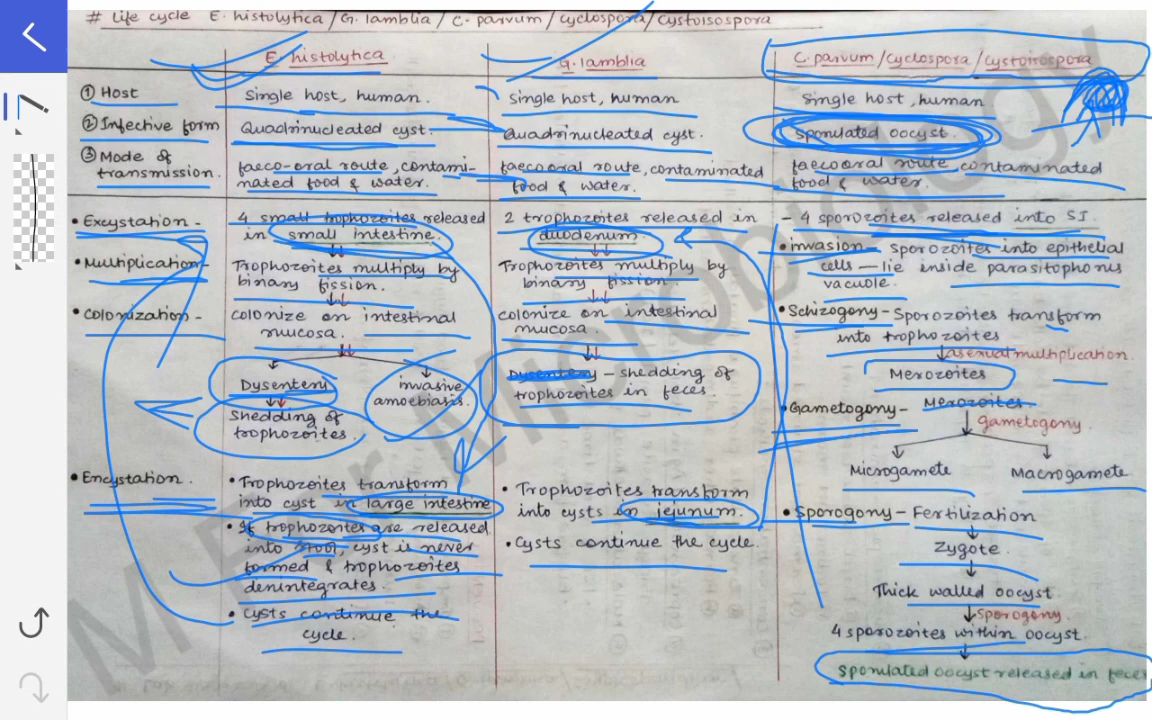 # Life cycle E. histolytica / G. lamblia / C. parvum / cyclospora / cystoisospora
E. histolytica
G. lamblia
C. parvum / cyclospora / cystoisospora
① Host
Single host, human.
Single host, human
Single host, human
② Infective form
Quadrinucleated cyst.
Quadrinucleated cyst.
Sporulated oocyst.
③ Mode of
transmission.
faeco-oral route, contami-
nated food & water.
faecooral route, contaminated
food & water.
faecooral route, contaminated
food & water.
• Excystation -
• Multiplication -
• Colonization -
• Encystation.
4 small trophozoites released
in small intestine.
Trophozoites multiply by
binary fission.
colonize on intestinal
mucosa.
Dysentery
invasive
amoebiasis.
Shedding of
trophozoites.
• Trophozoites transform
into cyst in large intestine
• If trophozoites are released
into stool, cyst is never
formed & trophozoites
denintegrates.
• Cysts continue the
cycle.
2 trophozoites released in
duodenum
Trophozoites multiply by
binary fission.
colonize on intestinal
mucosa
Dysentery - shedding of
trophozoites in feces
• Trophozoites transform
into cysts in jejunum.
• Cysts continue the cycle.
- 4 sporozoites released into SI.
• invasion - sporozoites into epithelial
cells - lie inside parasitophorus
vacuole.
• Schizogony - Sporozoites transform
into trophozoites
asexual multiplication.
Merozoites
• Gametogony - Merozoites
gametogony.
Microgamete
Macrogamete
• Sporogony - Fertilization
Zygote.
Thick walled oocyst.
Sporogony.
4 sporozoites within oocyst.
Sporulated oocyst released in feces